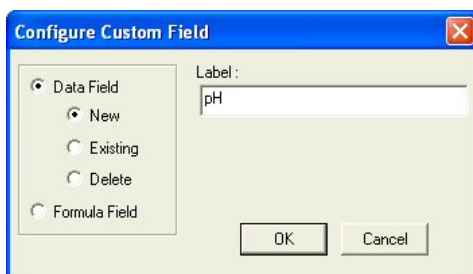 Configure Custom Field
Data Field
New
Existing
Delete
Formula Field
Label :
pH
OK
Cancel